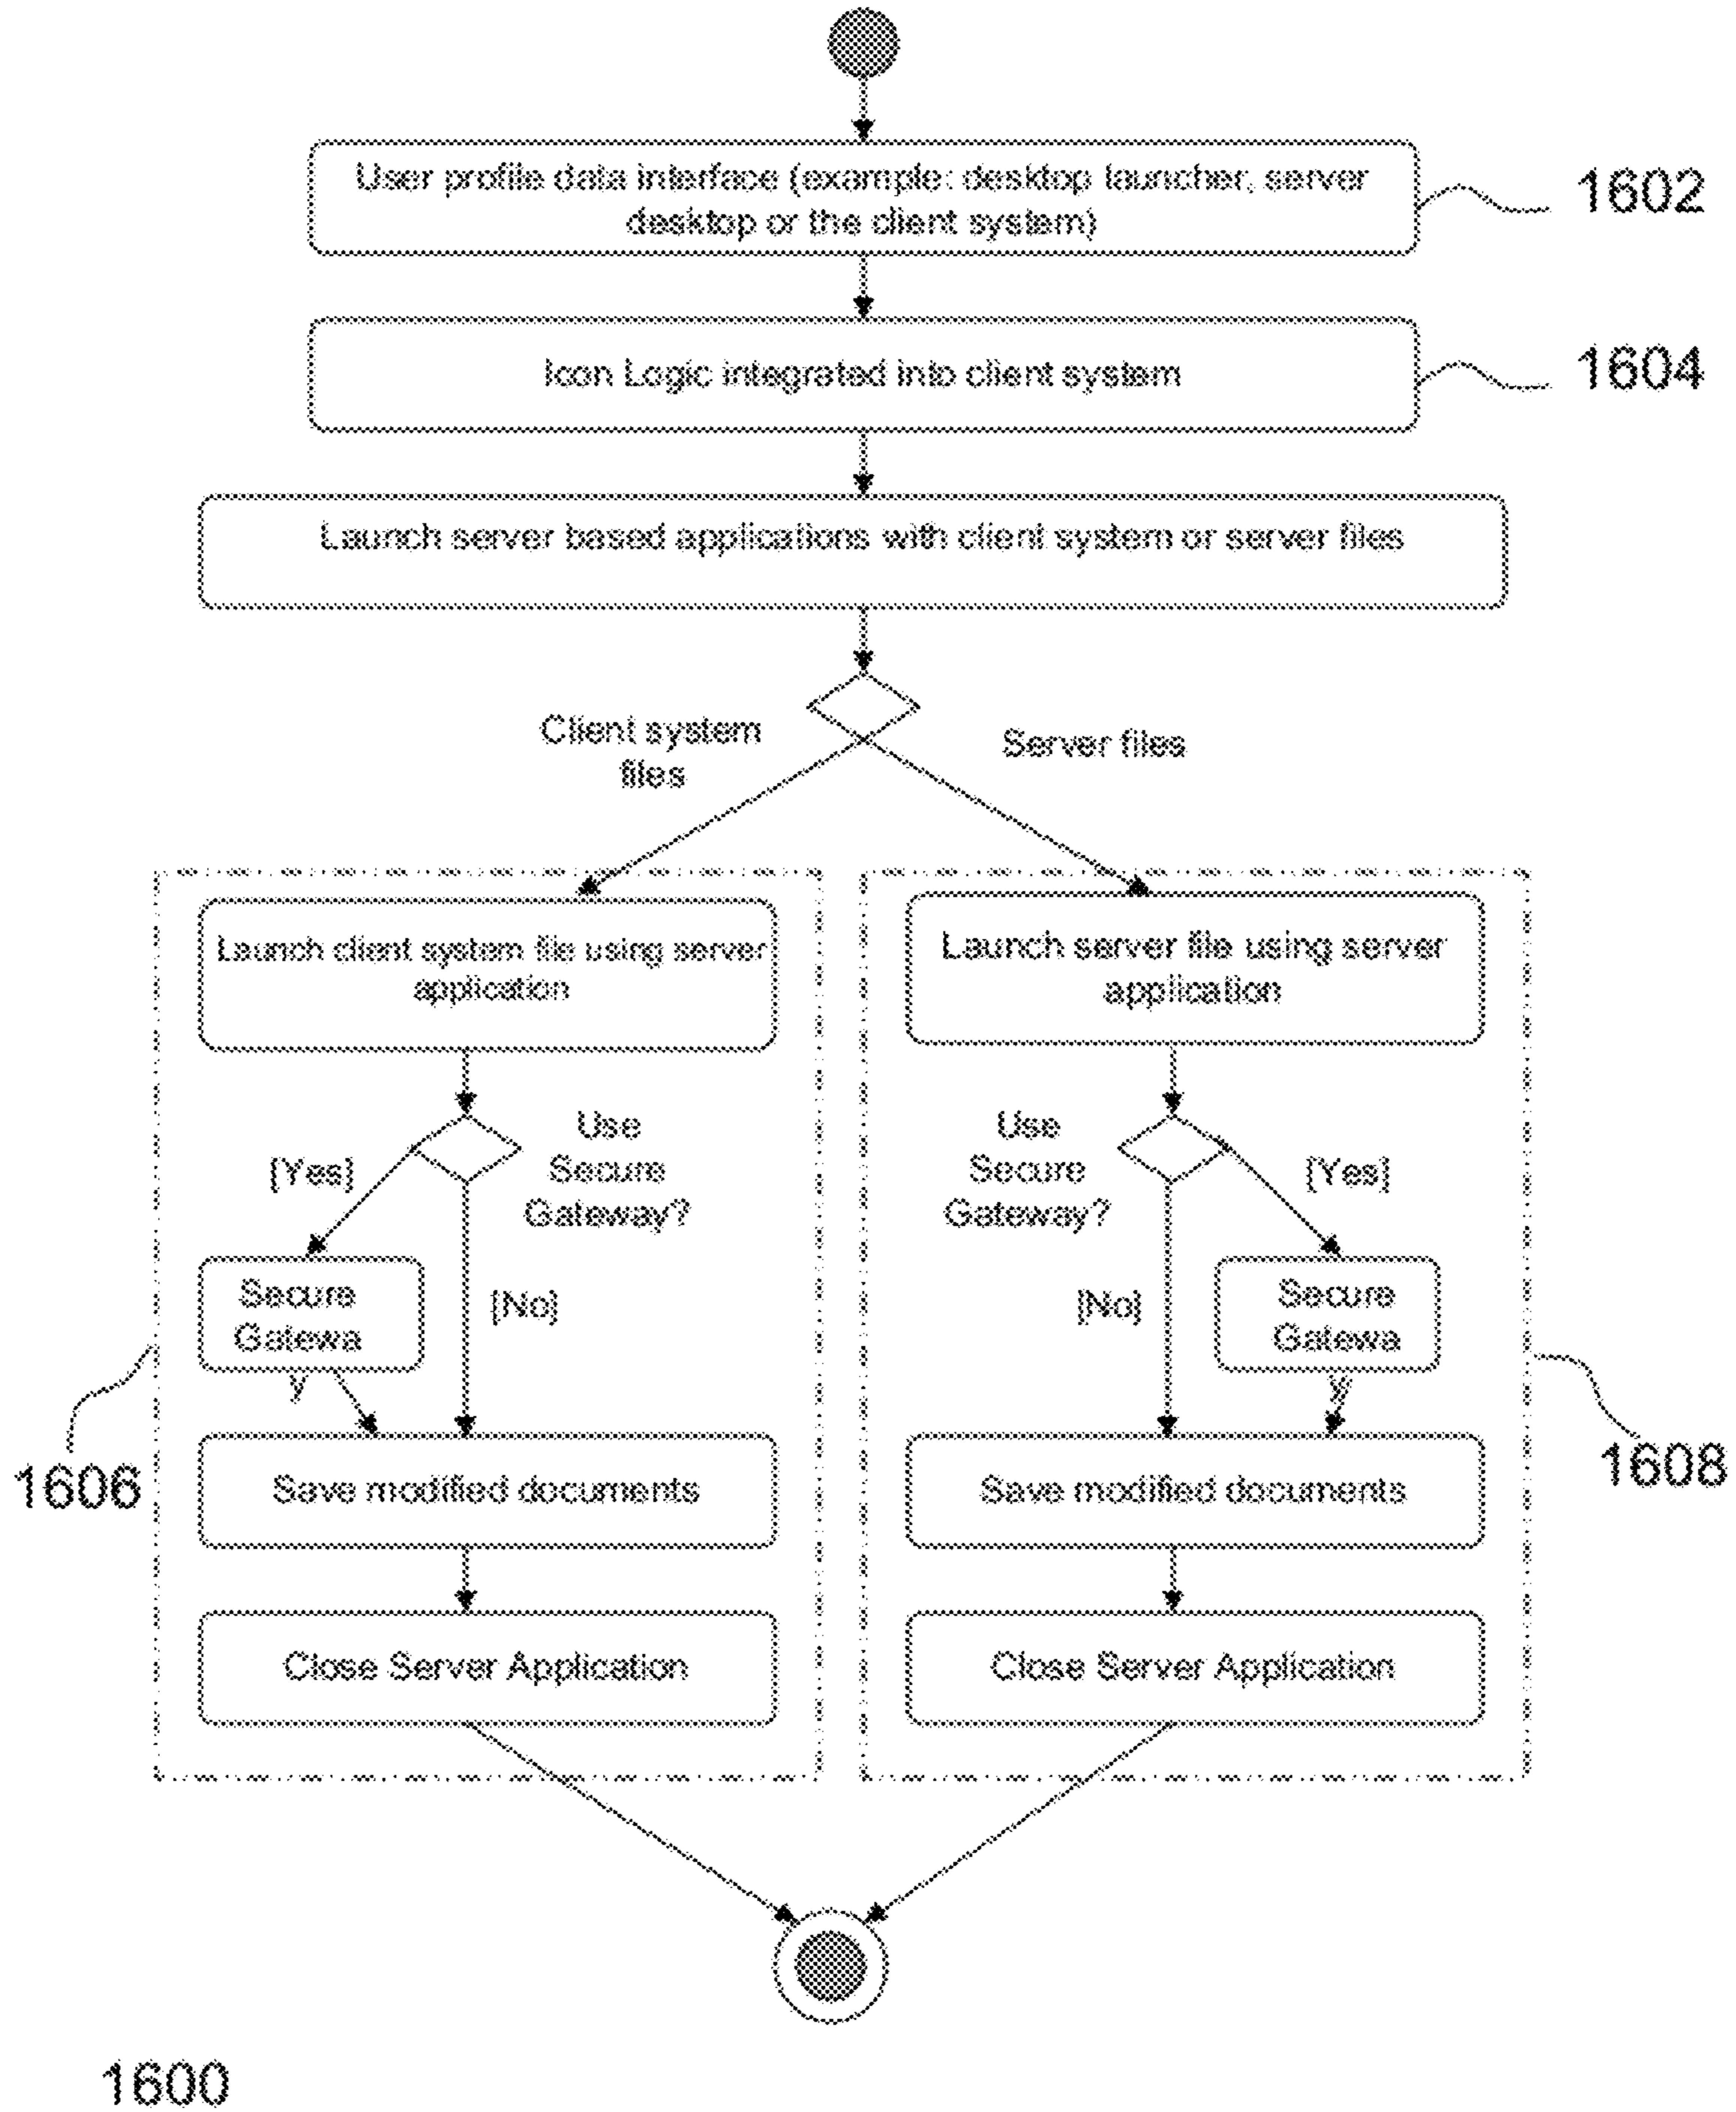 User profile data interface (example: desktop launcher, server
desktop or the client system)
1602
Icon Logic integrated into client system
1604
Launch server based applications with client system or server files
Client system
files
Server files
Launch client system file using server
application
Launch server file using server
application
Use
Secure
Gateway?
[Yes]
[No]
Secure
Gatewa
y
Use
Secure
Gateway?
[Yes]
[No]
Secure
Gatewa
y
1606
1608
Save modified documents
Save modified documents
Close Server Application
Close Server Application
1600